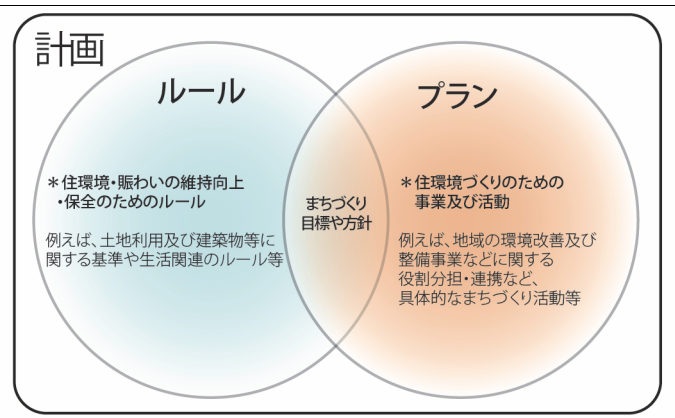 計画
ルール
＊住環境・賑わいの維持向上
・保全のためのルール
例えば、土地利用及び建築物等に
関する基準や生活関連のルール等
まちづくり
目標や方針
プラン
＊住環境づくりのための
事業及び活動
例えば、地域の環境改善及び
整備事業などに関する
役割分担・連携など、
具体的なまちづくり活動等